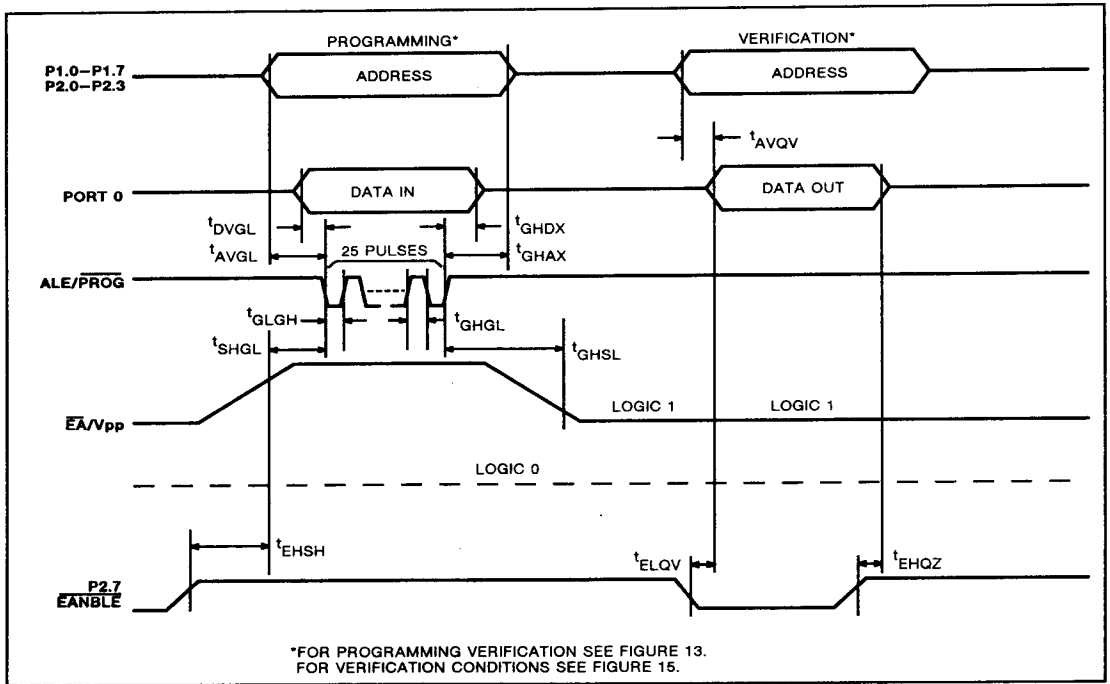 PROGRAMMING*
VERIFICATION*
P1.0–P1.7
P2.0–P2.3
ADDRESS
ADDRESS
tAVQV
PORT 0
DATA IN
DATA OUT
tDVGL
tGHDX
tAVGL
25 PULSES
tGHAX
ALE/PROG
tGLGH
tGHGL
tSHGL
tGHSL
EA/Vpp
LOGIC 1
LOGIC 1
LOGIC 0
tEHSH
tELQV
tEHQZ
P2.7
EANBLE
*FOR PROGRAMMING VERIFICATION SEE FIGURE 13.
FOR VERIFICATION CONDITIONS SEE FIGURE 15.